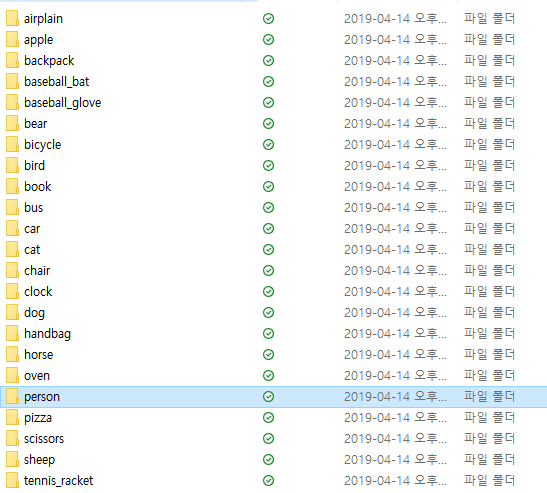 airplain 2019-04-14 오후... 파일 폴더
apple 2019-04-14 오후... 파일 폴더
backpack 2019-04-14 오후... 파일 폴더
baseball_bat 2019-04-14 오후... 파일 폴더
baseball_glove 2019-04-14 오후... 파일 폴더
bear 2019-04-14 오후... 파일 폴더
bicycle 2019-04-14 오후... 파일 폴더
bird 2019-04-14 오후... 파일 폴더
book 2019-04-14 오후... 파일 폴더
bus 2019-04-14 오후... 파일 폴더
car 2019-04-14 오후... 파일 폴더
cat 2019-04-14 오후... 파일 폴더
chair 2019-04-14 오후... 파일 폴더
clock 2019-04-14 오후... 파일 폴더
dog 2019-04-14 오후... 파일 폴더
handbag 2019-04-14 오후... 파일 폴더
horse 2019-04-14 오후... 파일 폴더
oven 2019-04-14 오후... 파일 폴더
person 2019-04-14 오후... 파일 폴더
pizza 2019-04-14 오후... 파일 폴더
scissors 2019-04-14 오후... 파일 폴더
sheep 2019-04-14 오후... 파일 폴더
tennis_racket 2019-04-14 오후... 파일 폴더